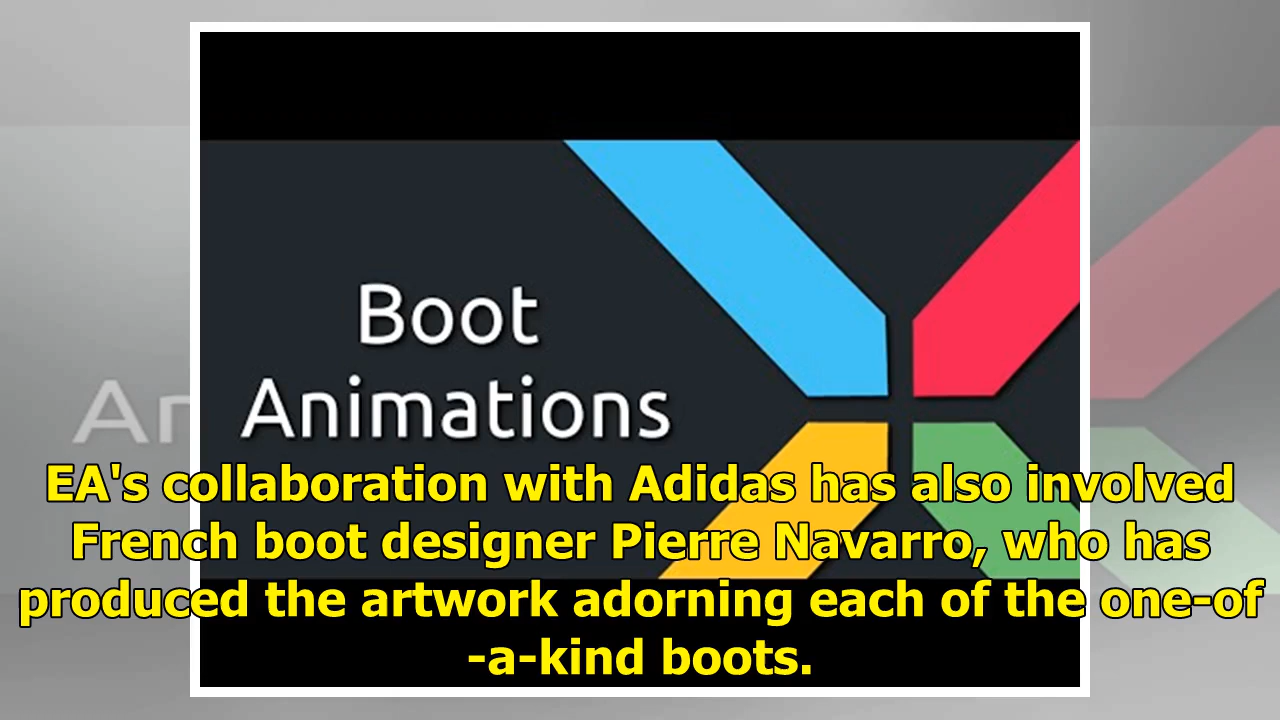 Boot
Animations
An
EA's collaboration with Adidas has also involved
French boot designer Pierre Navarro, who has
produced the artwork adorning each of the one-of
-a-kind boots.